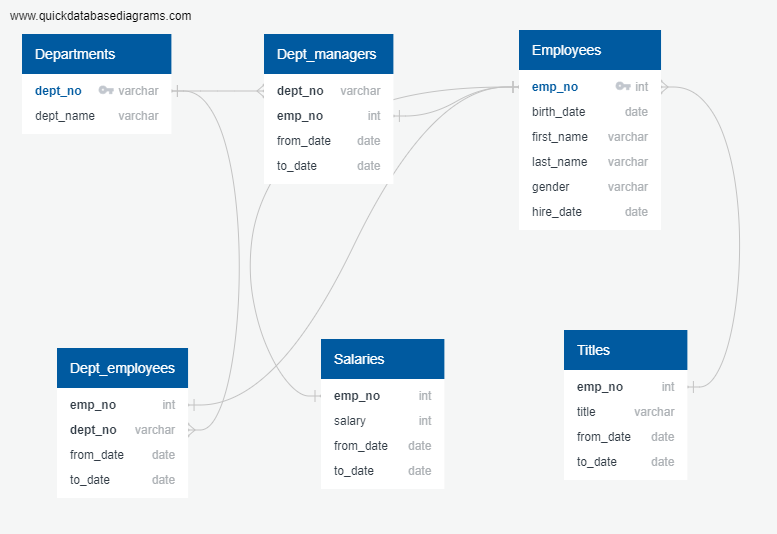 www.quickdatabasediagrams.com
Departments
dept_no varchar
dept_name varchar
Dept_managers
dept_no varchar
emp_no int
from_date date
to_date date
Employees
emp_no int
birth_date date
first_name varchar
last_name varchar
gender varchar
hire_date date
Dept_employees
emp_no int
dept_no varchar
from_date date
to_date date
Salaries
emp_no int
salary int
from_date date
to_date date
Titles
emp_no int
title varchar
from_date date
to_date date